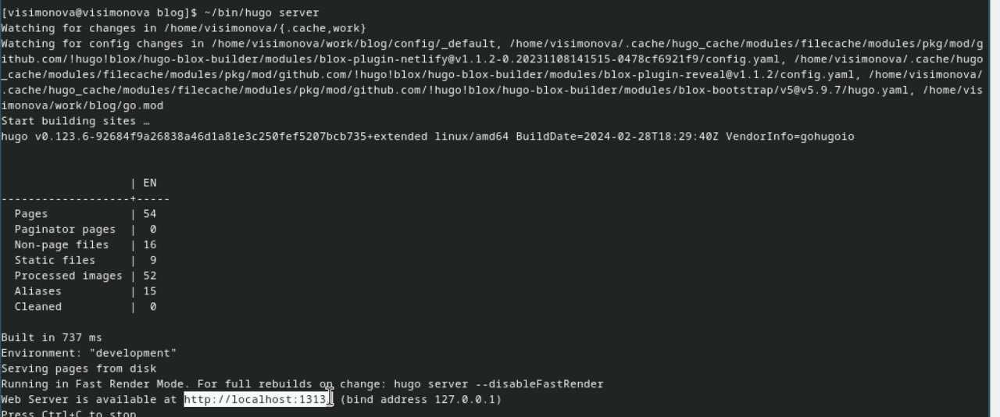 [visimonova@visimonova blog]$ ~/bin/hugo server
Watching for changes in /home/visimonova/{.cache,work}
Watching for config changes in /home/visimonova/work/blog/config/_default, /home/visimonova/.cache/hugo_cache/modules/filecache/modules/pkg/mod/g
ithub.com/!hugo!blox/hugo-blox-builder/modules/blox-plugin-netlify@v1.1.2-0.20231108141515-0478cf6921f9/config.yaml, /home/visimonova/.cache/hugo
_cache/modules/filecache/modules/pkg/mod/github.com/!hugo!blox/hugo-blox-builder/modules/blox-plugin-reveal@v1.1.2/config.yaml, /home/visimonova/
.cache/hugo_cache/modules/filecache/modules/pkg/mod/github.com/!hugo!blox/hugo-blox-builder/modules/blox-bootstrap/v5@v5.9.7/hugo.yaml, /home/vis
imonova/work/blog/go.mod
Start building sites …
hugo v0.123.6-92684f9a26838a46d1a81e3c250fef5207bcb735+extended linux/amd64 BuildDate=2024-02-28T18:29:40Z VendorInfo=gohugoio
                   | EN
-------------------+-----
  Pages            | 54
  Paginator pages  |  0
  Non-page files   | 16
  Static files     |  9
  Processed images | 52
  Aliases          | 15
  Cleaned          |  0
Built in 737 ms
Environment: "development"
Serving pages from disk
Running in Fast Render Mode. For full rebuilds on change: hugo server --disableFastRender
Web Server is available at http://localhost:1313/ (bind address 127.0.0.1)
Press Ctrl+C to stop